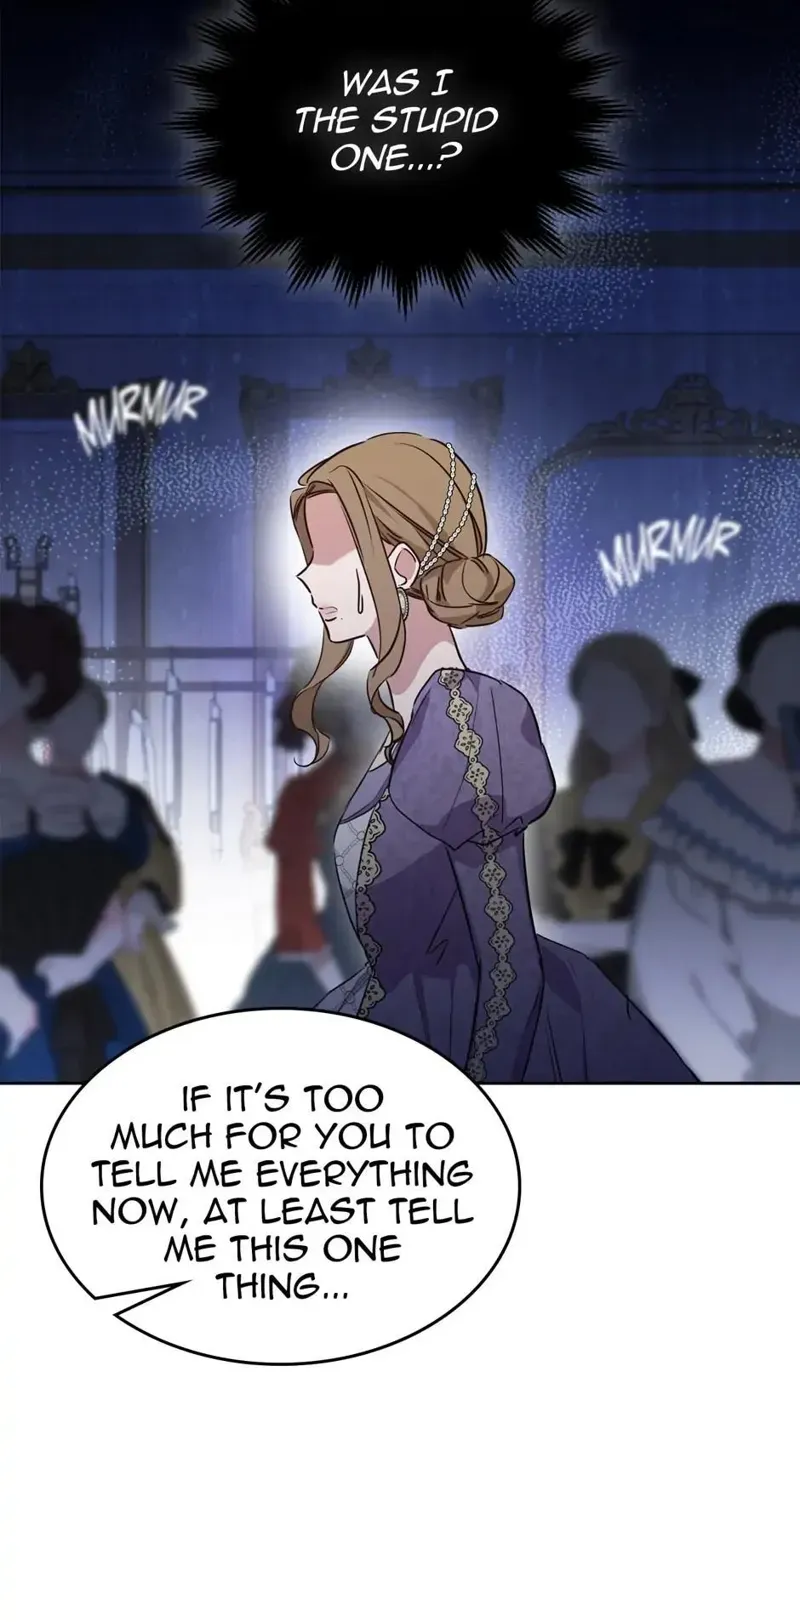 WAS I
THE STUPID
ONE...?
MURMUR
MURMUR
IF IT'S TOO
MUCH FOR YOU TO
TELL ME EVERYTHING
NOW, AT LEAST TELL
ME THIS ONE
THING...